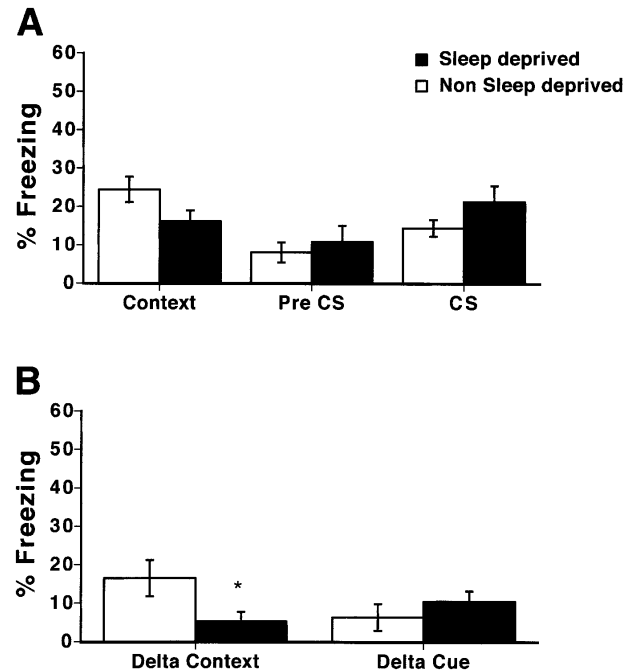 A
60
50
40
30
20
10
0
% Freezing
Sleep deprived
Non Sleep deprived
Context Pre CS CS
B
60
50
40
30
20
10
0
% Freezing
*
Delta Context Delta Cue